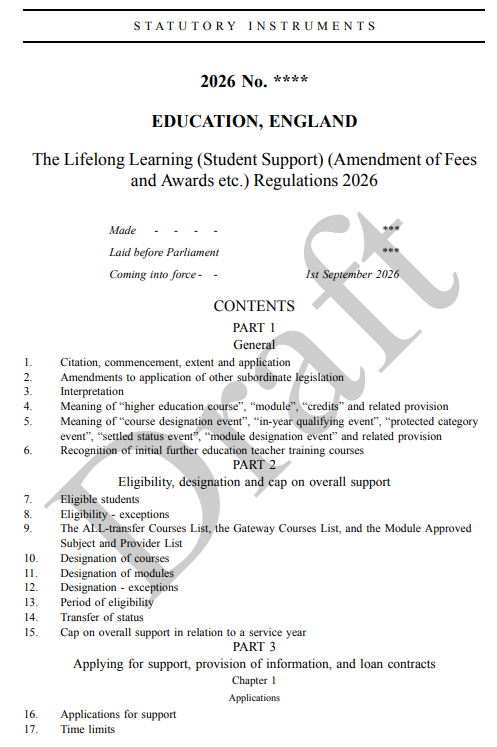 STATUTORY INSTRUMENTS
2026 No. ****
EDUCATION, ENGLAND
The Lifelong Learning (Student Support) (Amendment of Fees
and Awards etc.) Regulations 2026
Made - - - - ***
Laid before Parliament ***
Coming into force - - 1st September 2026
CONTENTS
PART 1
General
1. Citation, commencement, extent and application
2. Amendments to application of other subordinate legislation
3. Interpretation
4. Meaning of “higher education course”, “module”, “credits” and related provision
5. Meaning of “course designation event”, “in-year qualifying event”, “protected category
event”, “settled status event”, “module designation event” and related provision
6. Recognition of initial further education teacher training courses
PART 2
Eligibility, designation and cap on overall support
7. Eligible students
8. Eligibility - exceptions
9. The ALL-transfer Courses List, the Gateway Courses List, and the Module Approved
Subject and Provider List
10. Designation of courses
11. Designation of modules
12. Designation - exceptions
13. Period of eligibility
14. Transfer of status
15. Cap on overall support in relation to a service year
PART 3
Applying for support, provision of information, and loan contracts
Chapter 1
Applications
16. Applications for support
17. Time limits
Draft